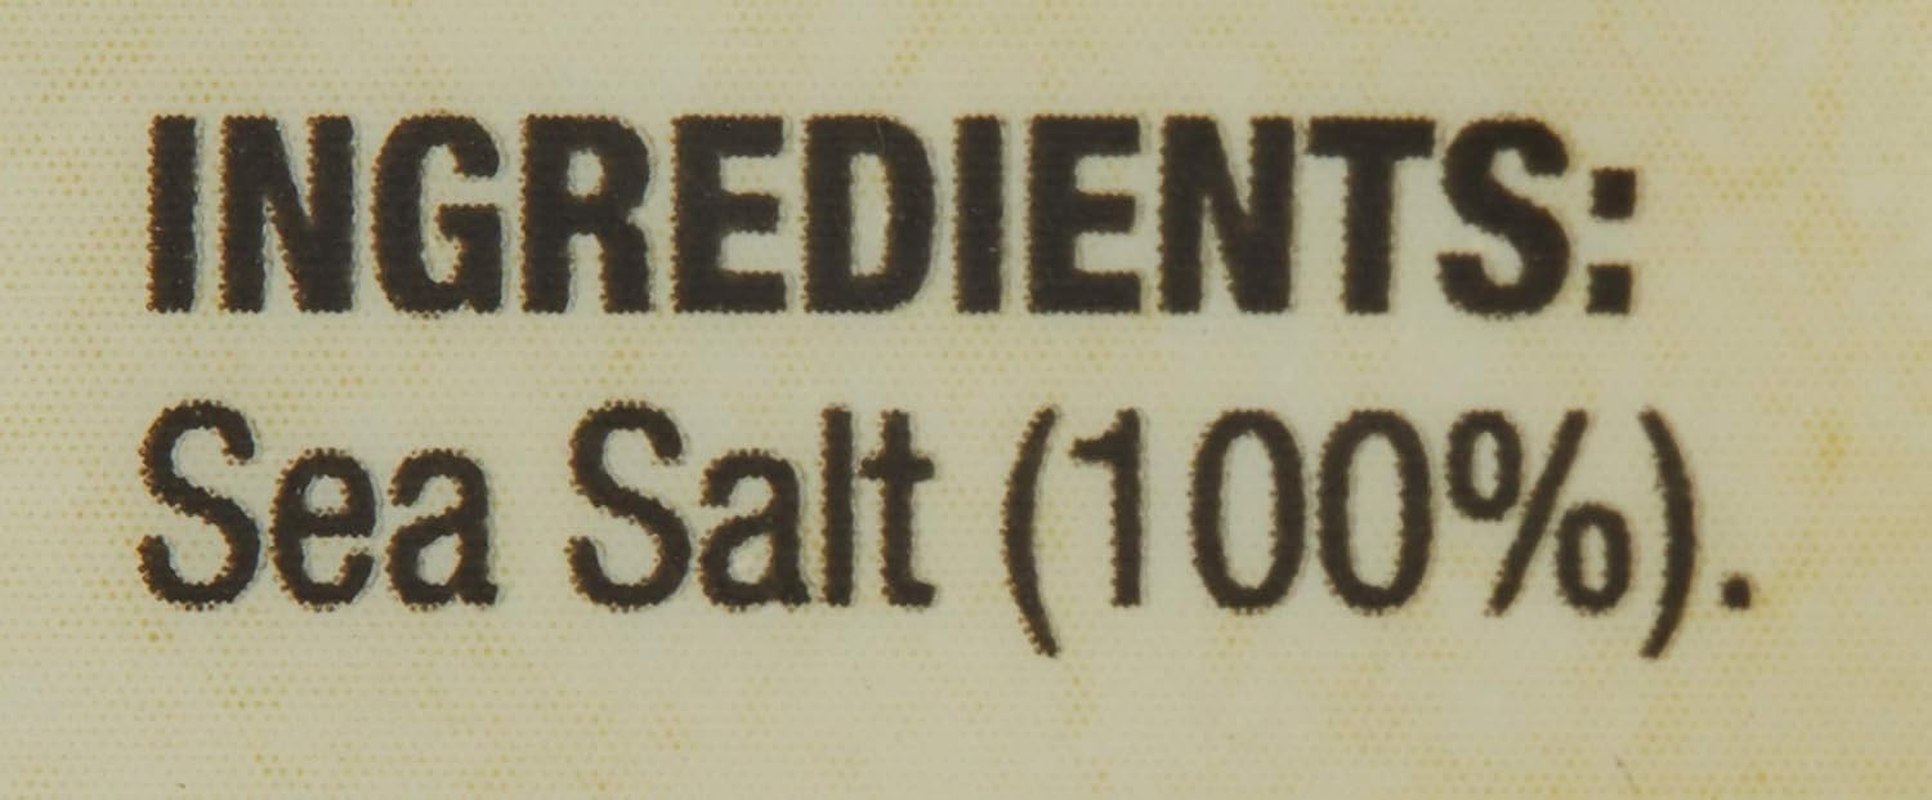 INGREDIENTS:
Sea Salt (100%).